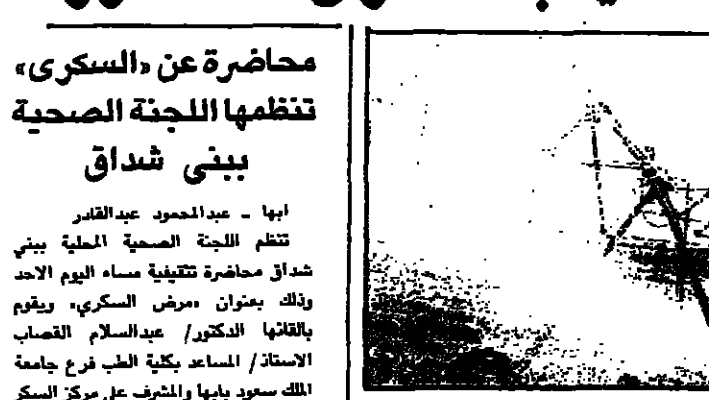 محاضرة عن «السكرى»
تنظمها اللجنة الصحية
ببنى شداق
ابها ــ عبدالمحمود عبدالقادر
تنظم اللجنة الصحية المحلية ببني
شداق محاضرة تثقيفية مساء اليوم الاحد
وذلك بعنوان «مرض السكري» ويقوم
بالقائها الدكتور/ عبدالسلام القصاب
الاستاذ/ المساعد بكلية الطب فرع جامعة
الملك سعود بابها والمشرف على مركز السكر